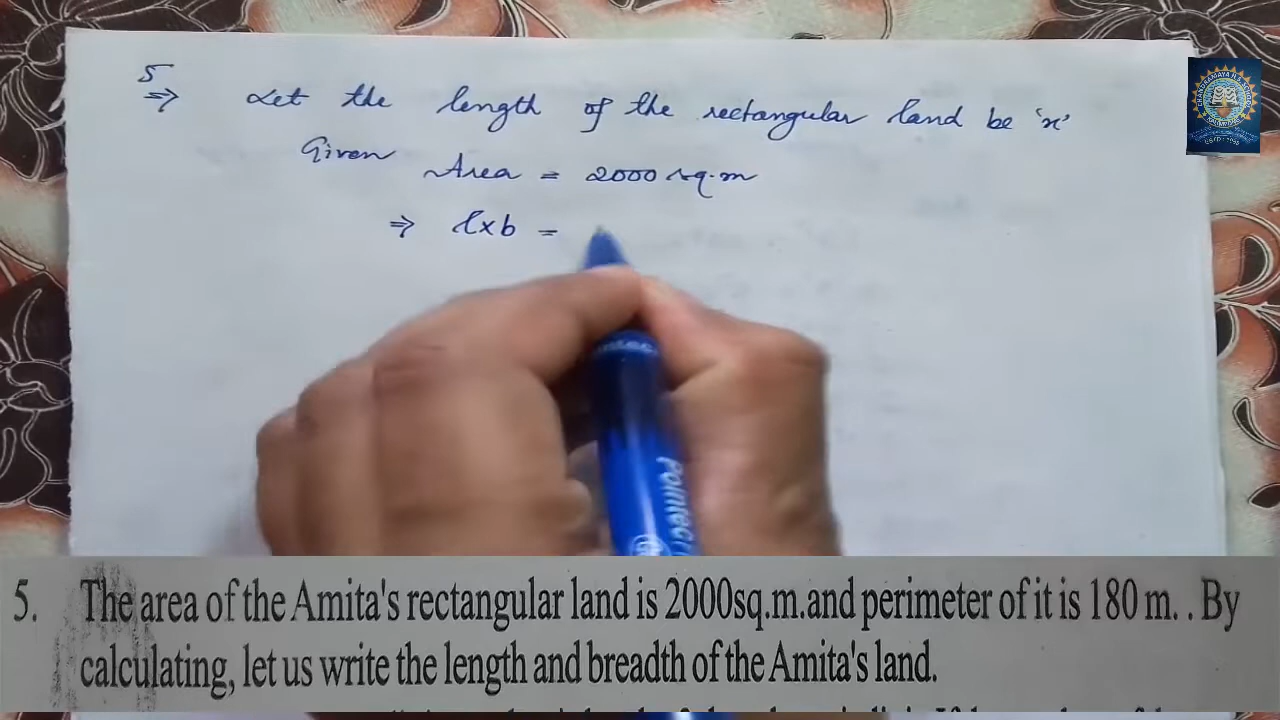 5
⇒ Let the length of the rectangular land be 'x'
Given Area = 2000 sq.m
⇒ l×b =
Pointec
5. The area of the Amita's rectangular land is 2000sq.m.and perimeter of it is 180 m. . By
calculating, let us write the length and breadth of the Amita's land.